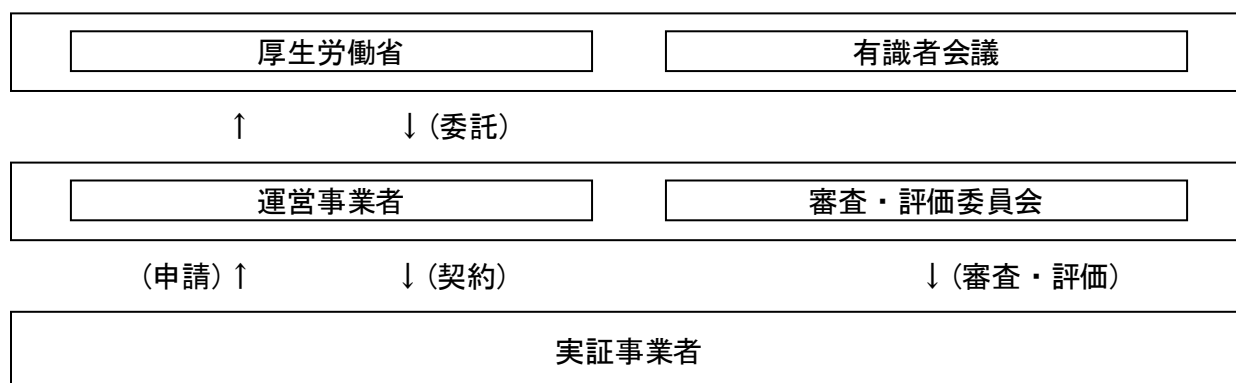 厚生労働省 有識者会議
↑ ↓(委託)
運営事業者 審査・評価委員会
(申請)↑ ↓(契約) ↓(審査・評価)
実証事業者